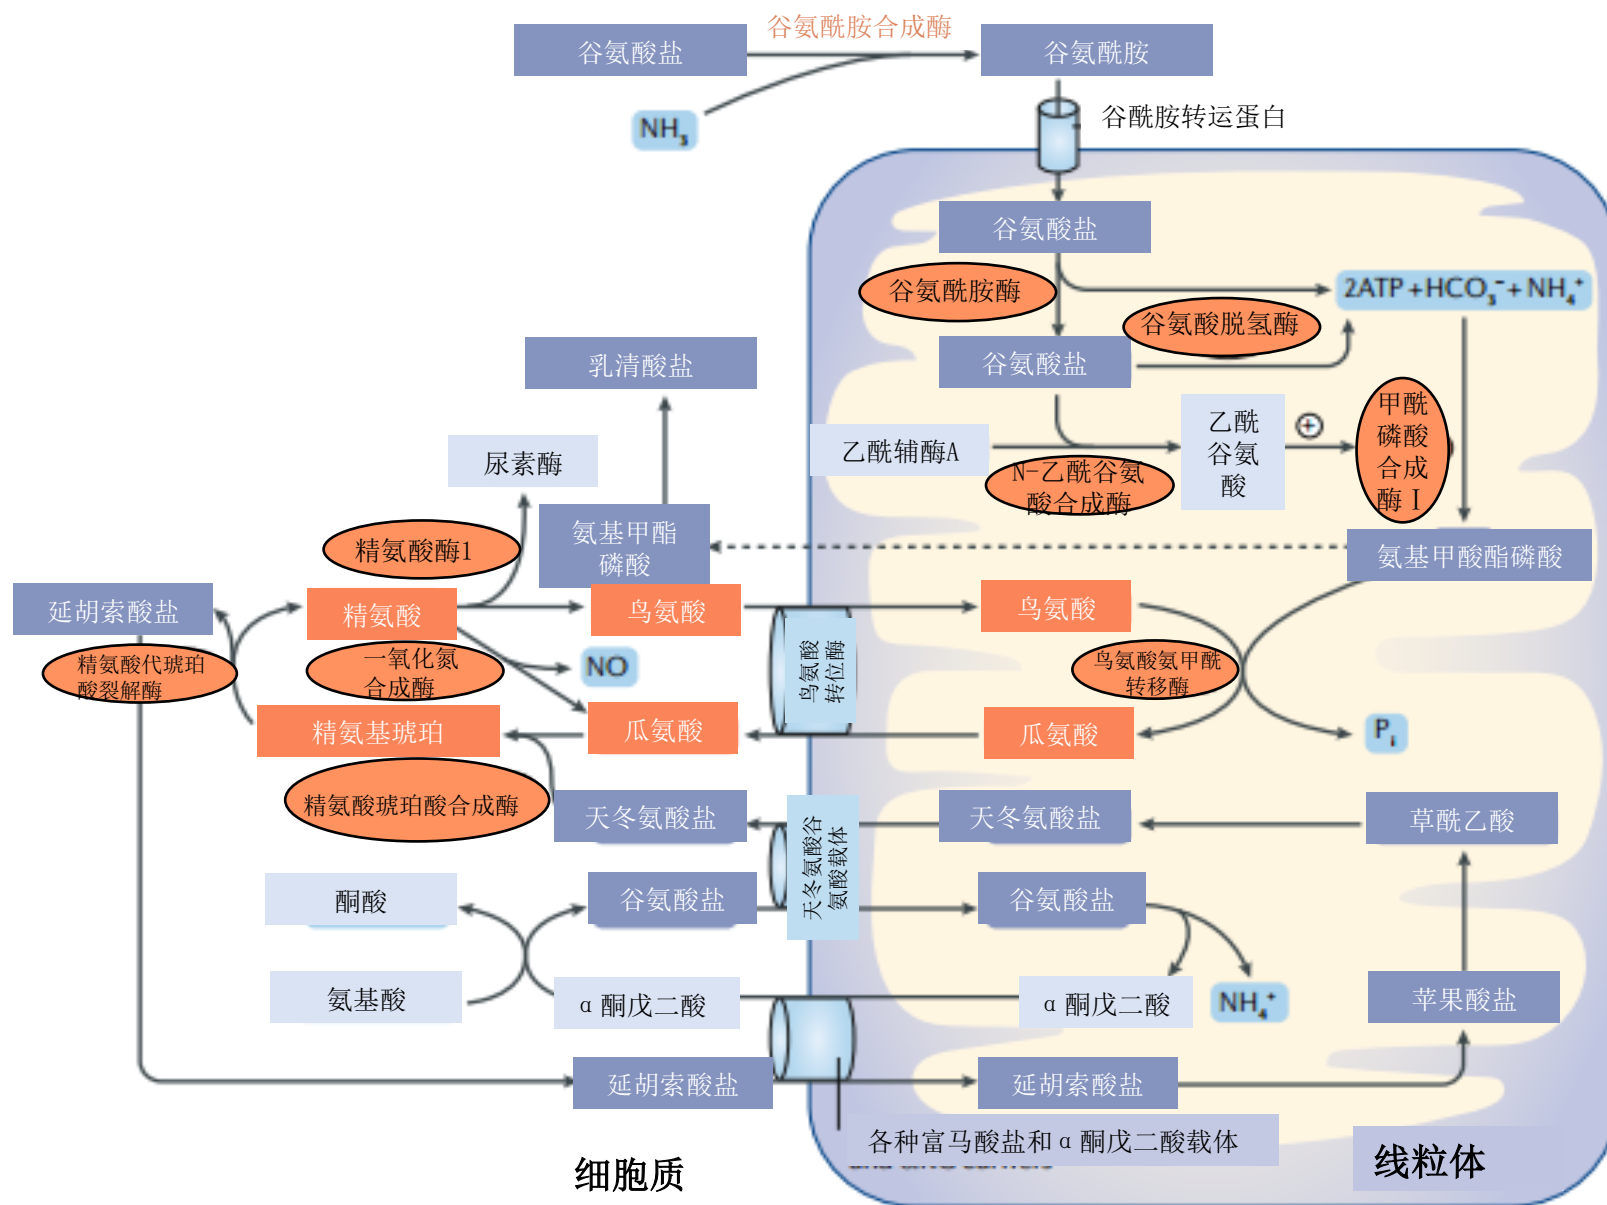 谷氨酰胺合成酶
谷氨酸盐
谷氨酰胺
NH₃
谷酰胺转运蛋白
谷氨酸盐
谷氨酰胺酶
2ATP+HCO₃⁻+NH₄⁺
谷氨酸脱氢酶
谷氨酸盐
乳清酸盐
乙酰辅酶A
N-乙酰谷氨
酸合成酶
乙酰
谷氨
酸
+
甲酰
磷酸
合成
酶Ⅰ
尿素酶
氨基甲酯
磷酸
氨基甲酸酯磷酸
精氨酸酶1
延胡索酸盐
精氨酸
鸟氨酸
鸟氨酸
精氨酸代琥珀
酸裂解酶
一氧化氮
合成酶
NO
鸟氨酸
转位酶
鸟氨酸氨甲酰
转移酶
精氨基琥珀
瓜氨酸
瓜氨酸
Pᵢ
精氨酸琥珀酸合成酶
天冬氨酸盐
天冬氨酸谷
氨酸载体
天冬氨酸盐
草酰乙酸
酮酸
谷氨酸盐
谷氨酸盐
氨基酸
α酮戊二酸
α酮戊二酸
NH₄⁺
苹果酸盐
延胡索酸盐
延胡索酸盐
各种富马酸盐和α酮戊二酸载体
细胞质
线粒体